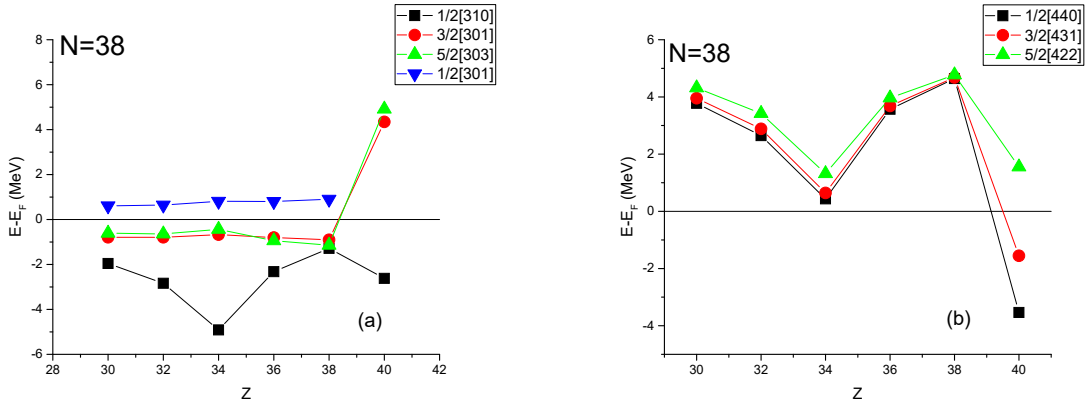 N=38
1/2[310]
3/2[301]
5/2[303]
1/2[301]
E-E_F (MeV)
8
6
4
2
0
-2
-4
-6
(a)
28 30 32 34 36 38 40 42
Z
N=38
1/2[440]
3/2[431]
5/2[422]
E-E_F (MeV)
6
4
2
0
-2
-4
(b)
30 32 34 36 38 40
Z